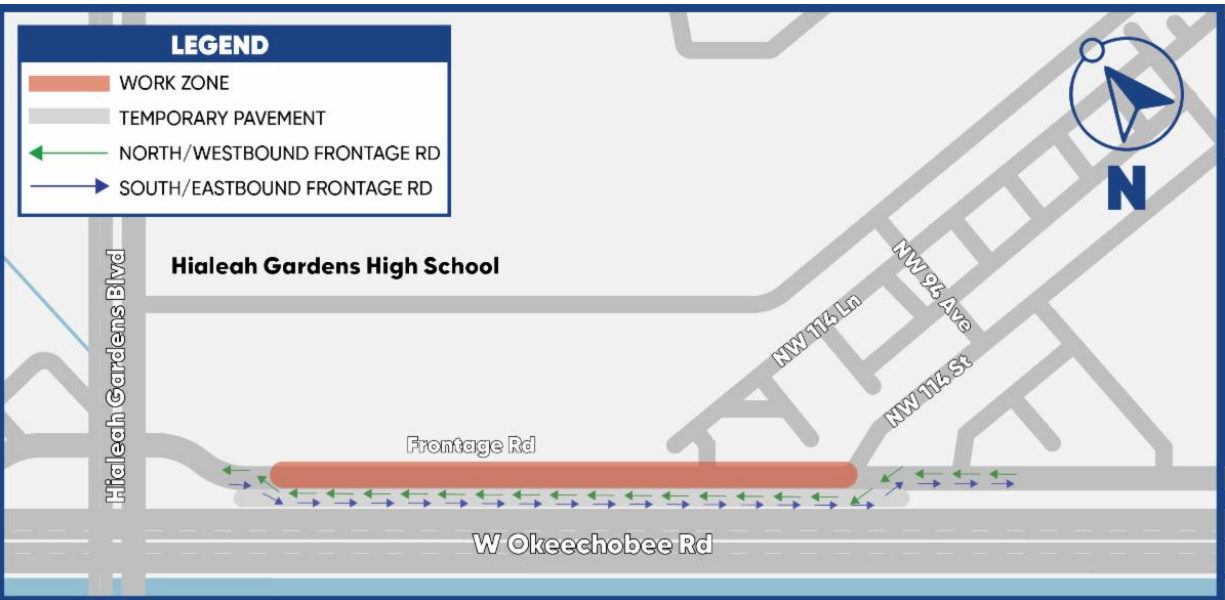 LEGEND
WORK ZONE
TEMPORARY PAVEMENT
NORTH/WESTBOUND FRONTAGE RD
SOUTH/EASTBOUND FRONTAGE RD
N
Hialeah Gardens Blvd
Hialeah Gardens High School
NW 94 Ave
NW 114 Ln
NW 114 St
Frontage Rd
W Okeechobee Rd